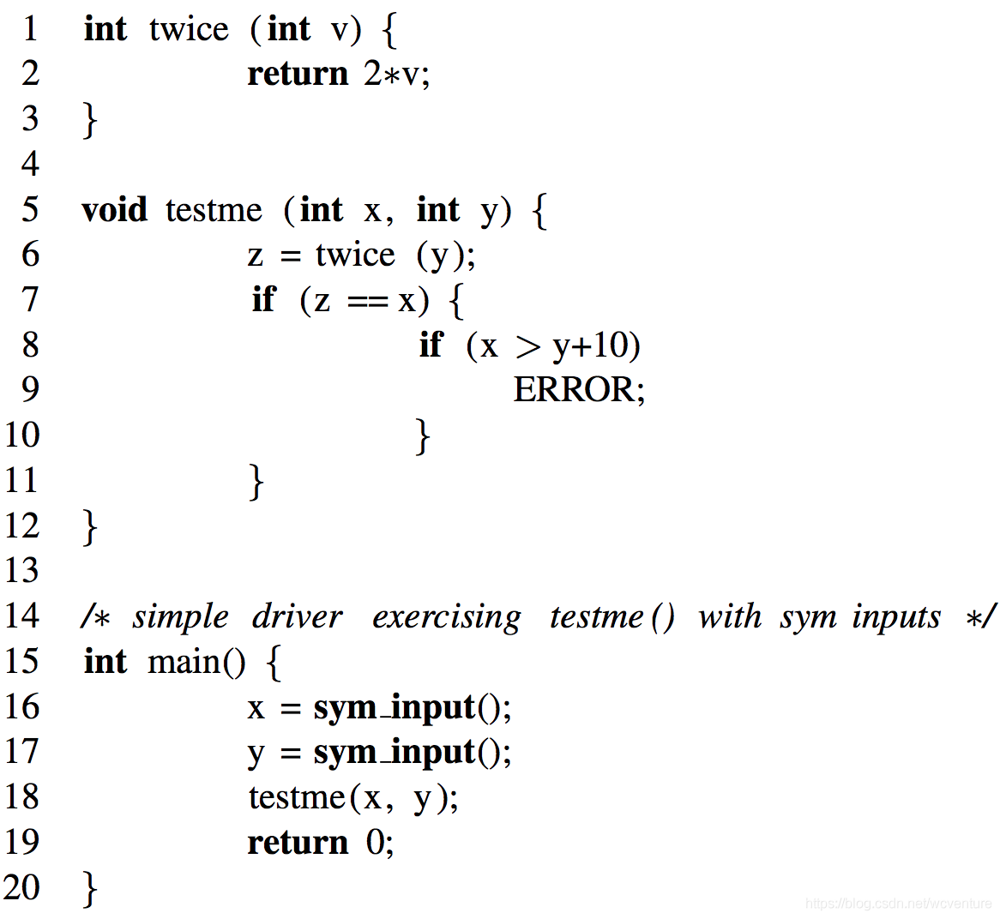 1 int twice (int v) {
2 return 2*v;
3 }
4
5 void testme (int x, int y) {
6 z = twice (y);
7 if (z == x) {
8 if (x > y+10)
9 ERROR;
10 }
11 }
12 }
13
14 /* simple driver exercising testme() with sym inputs */
15 int main() {
16 x = sym_input();
17 y = sym_input();
18 testme(x, y);
19 return 0;
20 }
https://blog.csdn.net/wcventure